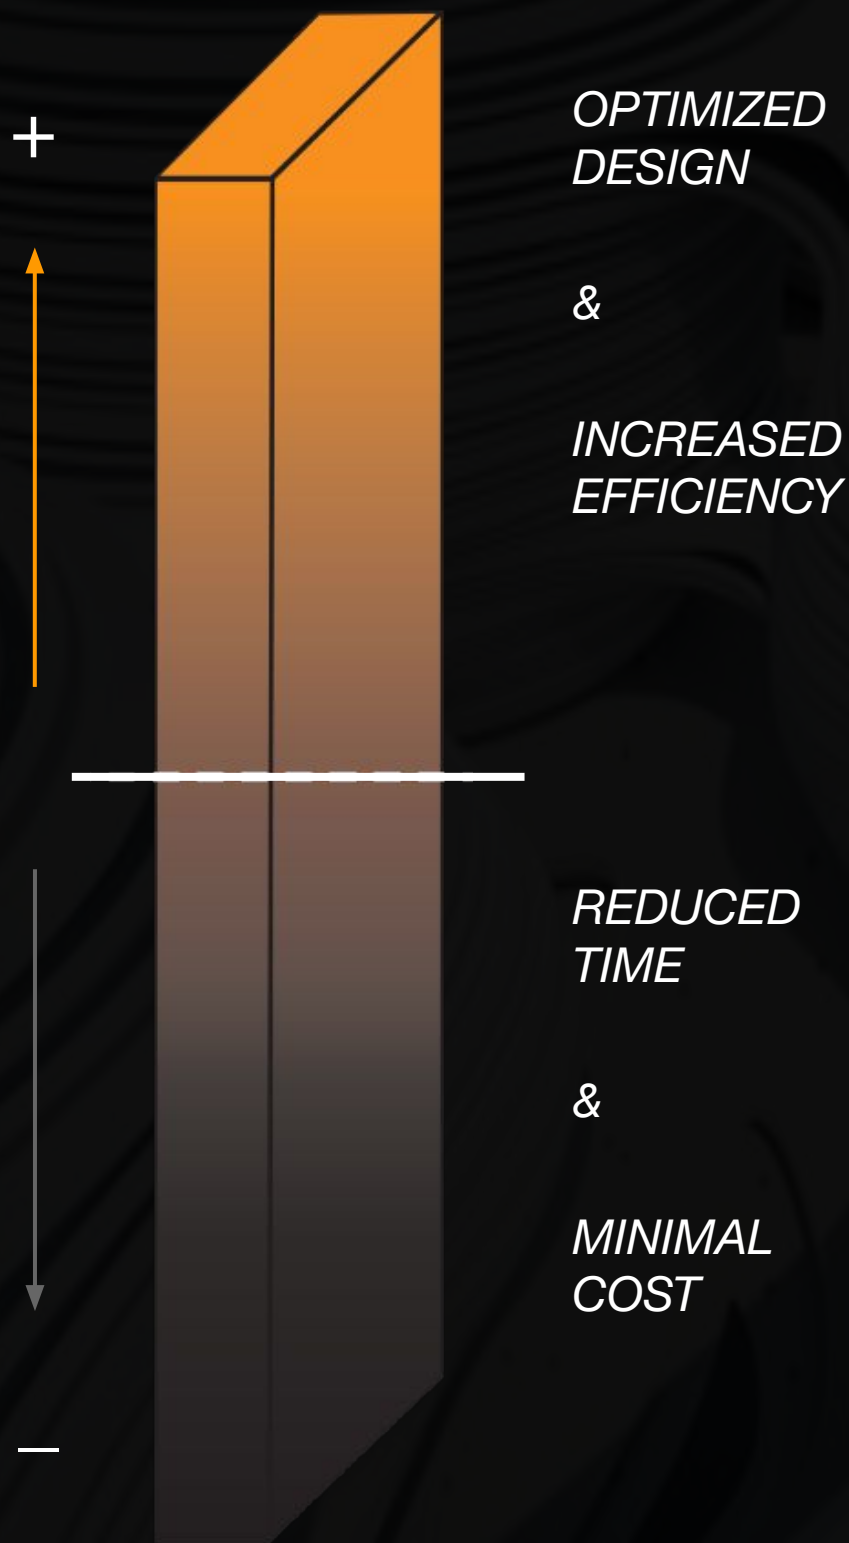 +
OPTIMIZED
DESIGN
&
INCREASED
EFFICIENCY
REDUCED
TIME
&
MINIMAL
COST
—